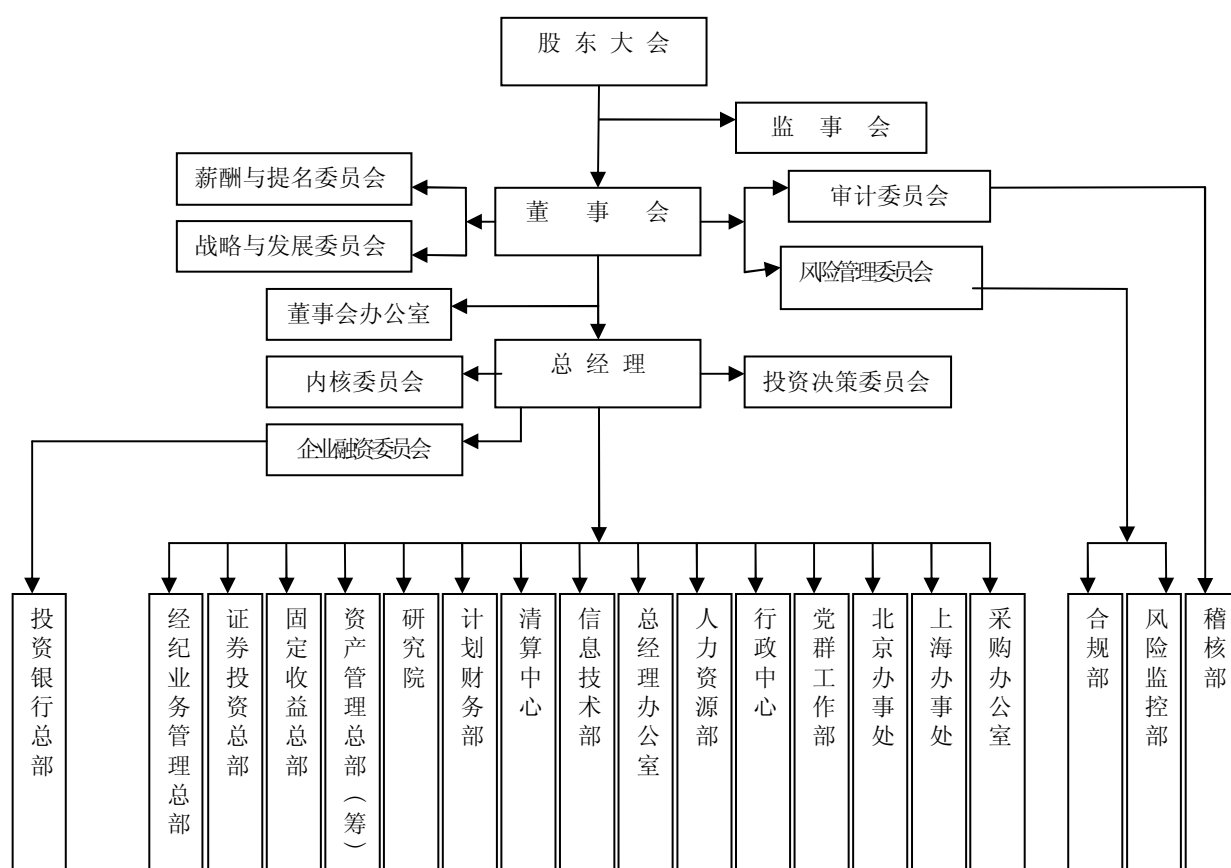 股东大会
监事会
薪酬与提名委员会
董事会
审计委员会
战略与发展委员会
风险管理委员会
董事会办公室
总经理
内核委员会
投资决策委员会
企业融资委员会
投资银行总部
经纪业务管理总部
证券投资总部
固定收益总部
资产管理总部（筹）
研究院
计划财务部
清算中心
信息技术部
总经理办公室
人力资源部
行政中心
党群工作部
北京办事处
上海办事处
采购办公室
合规部
风险监控部
稽核部